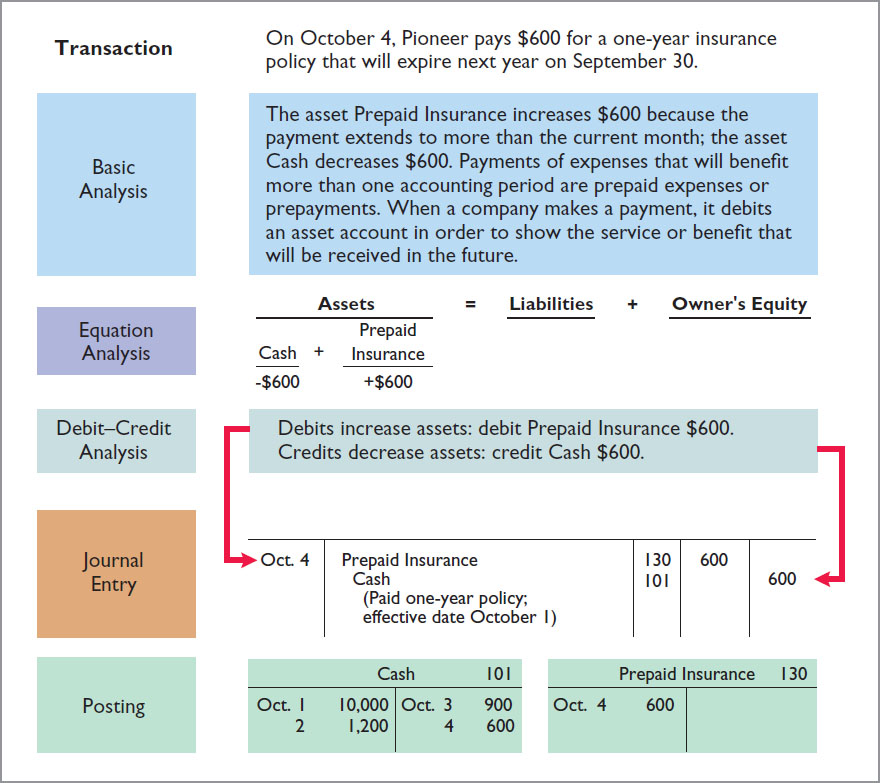 Transaction
On October 4, Pioneer pays $600 for a one-year insurance
policy that will expire next year on September 30.
Basic
Analysis
The asset Prepaid Insurance increases $600 because the
payment extends to more than the current month; the asset
Cash decreases $600. Payments of expenses that will benefit
more than one accounting period are prepaid expenses or
prepayments. When a company makes a payment, it debits
an asset account in order to show the service or benefit that
will be received in the future.
Equation
Analysis
Assets = Liabilities + Owner's Equity
Prepaid
Cash + Insurance
-$600 +$600
Debit–Credit
Analysis
Debits increase assets: debit Prepaid Insurance $600.
Credits decrease assets: credit Cash $600.
Journal
Entry
Oct. 4 Prepaid Insurance 130 600
Cash 101 600
(Paid one-year policy;
effective date October 1)
Posting
Cash 101
Oct. 1 10,000 Oct. 3 900
2 1,200 4 600
Prepaid Insurance 130
Oct. 4 600